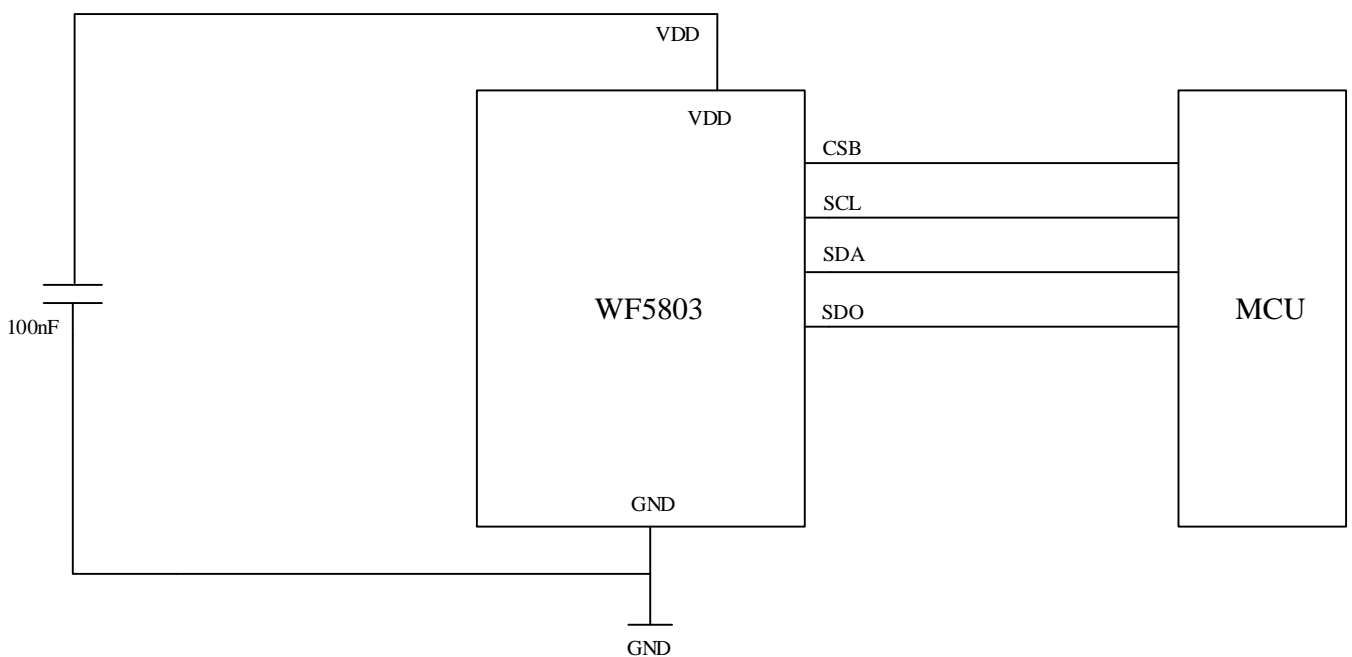 VDD
VDD
CSB
SCL
SDA
WF5803
SDO
MCU
100nF
GND
GND